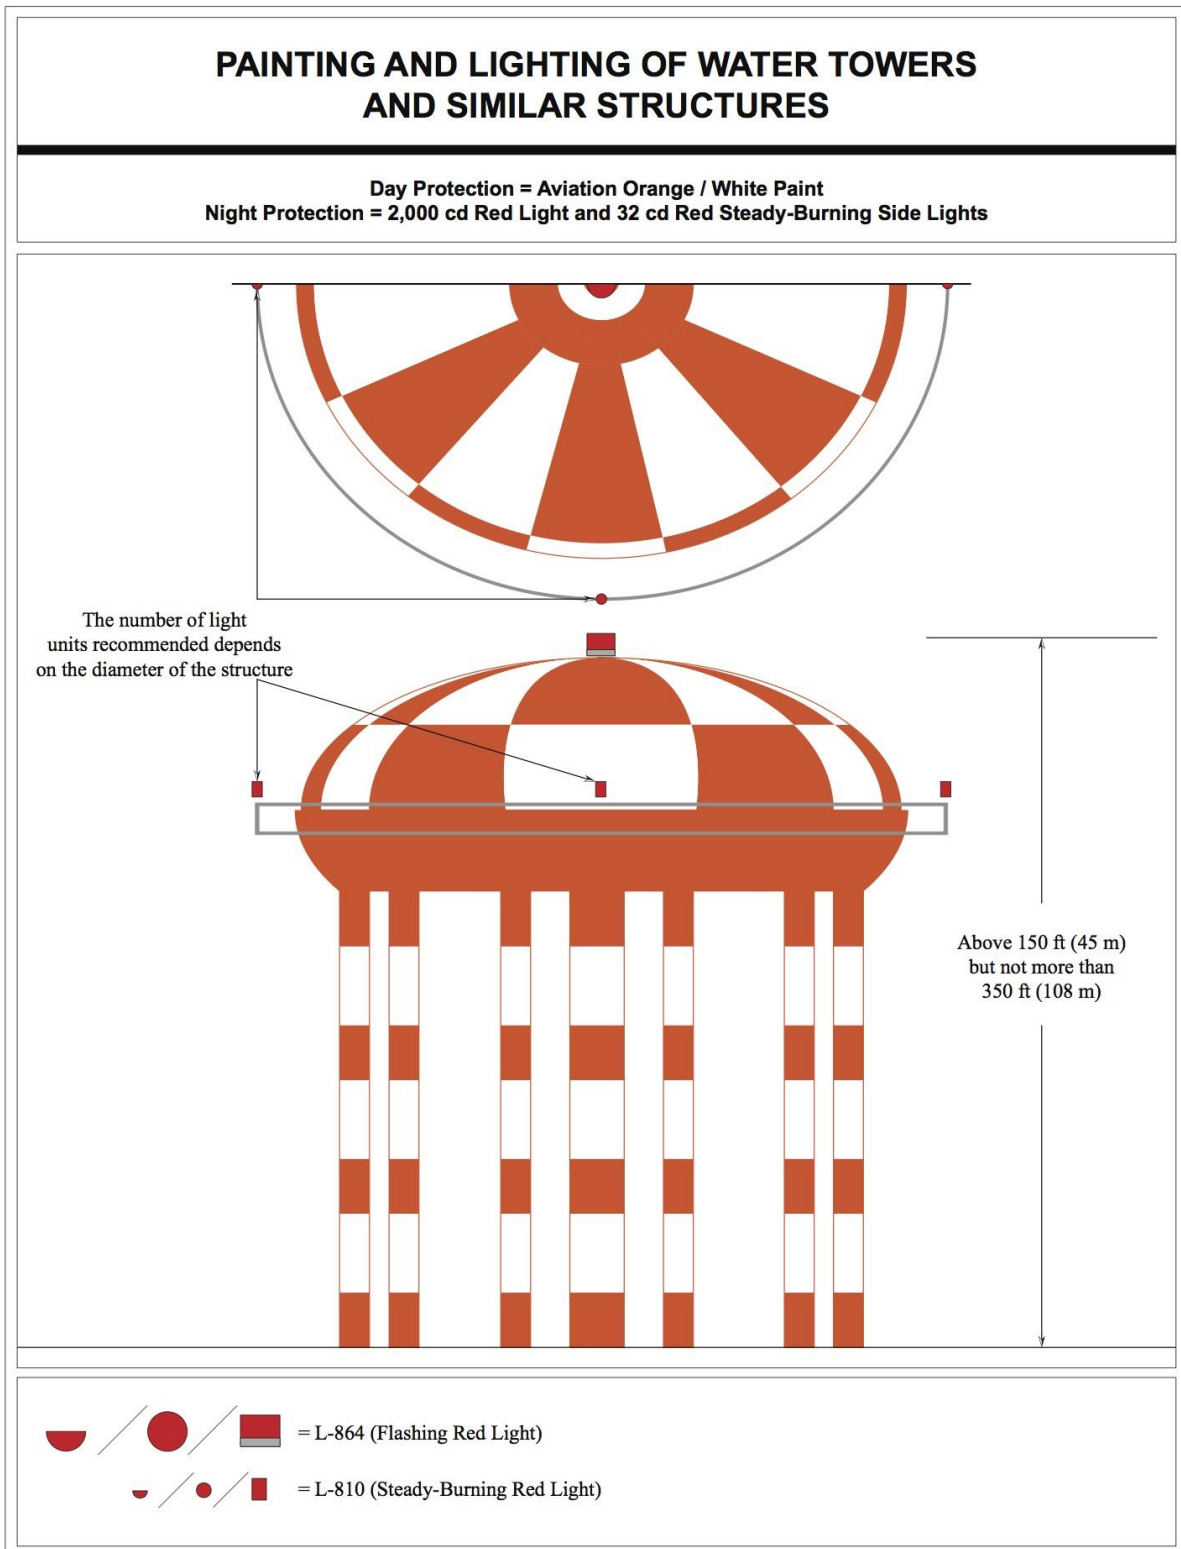 PAINTING AND LIGHTING OF WATER TOWERS
AND SIMILAR STRUCTURES
Day Protection = Aviation Orange / White Paint
Night Protection = 2,000 cd Red Light and 32 cd Red Steady-Burning Side Lights
The number of light
units recommended depends
on the diameter of the structure
Above 150 ft (45 m)
but not more than
350 ft (108 m)
= L-864 (Flashing Red Light)
= L-810 (Steady-Burning Red Light)